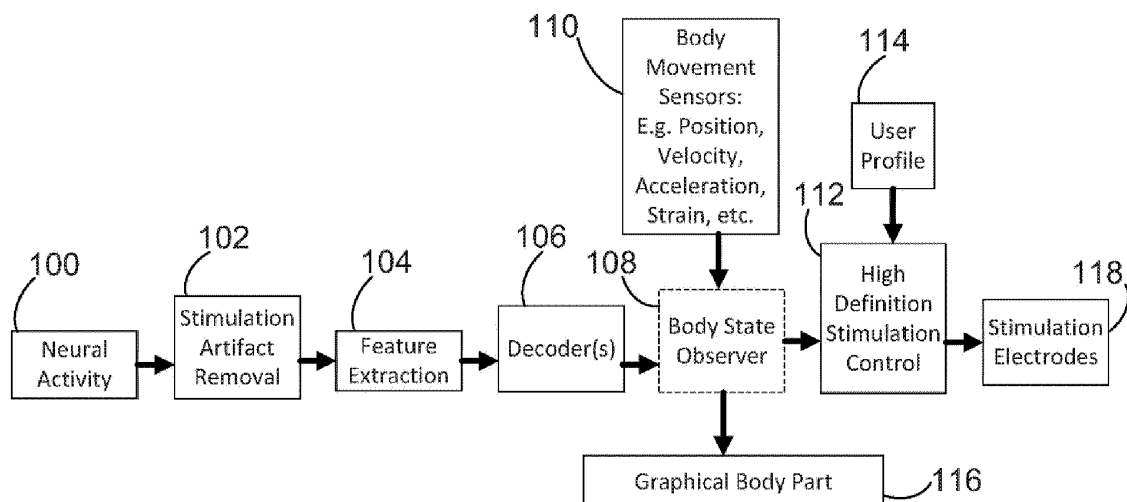 110
Body
Movement
Sensors:
E.g. Position,
Velocity,
Acceleration,
Strain, etc.
114
User
Profile
100
Neural
Activity
102
Stimulation
Artifact
Removal
104
Feature
Extraction
106
Decoder(s)
108
Body State
Observer
112
High
Definition
Stimulation
Control
118
Stimulation
Electrodes
Graphical Body Part
116